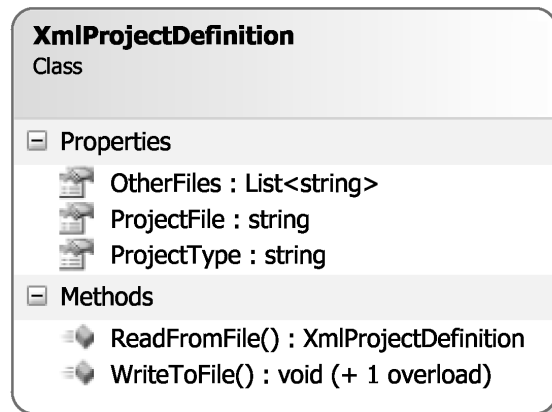 XmlProjectDefinition
Class
Properties
OtherFiles : List<string>
ProjectFile : string
ProjectType : string
Methods
ReadFromFile() : XmlProjectDefinition
WriteToFile() : void (+ 1 overload)